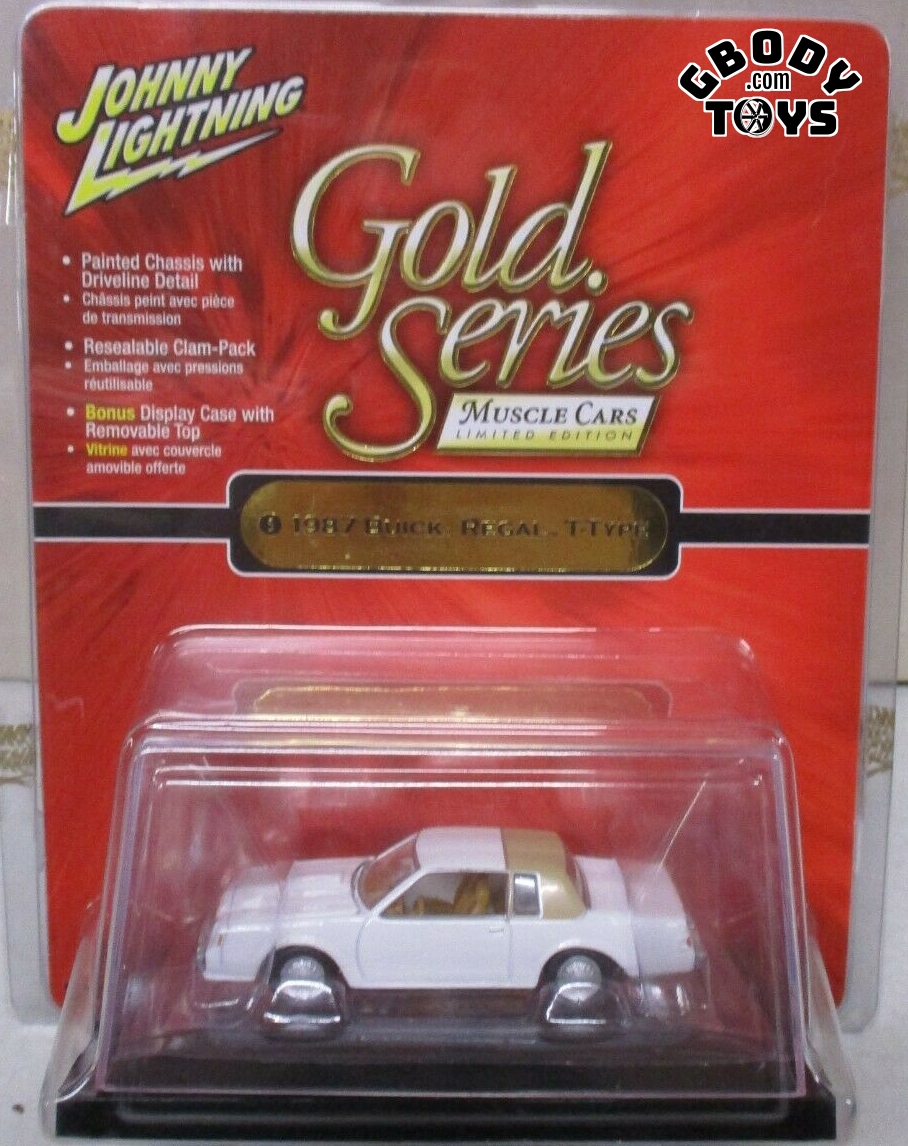 JOHNNY
LIGHTNING
GBODY
.com
TOYS
Gold
Series
MUSCLE CARS
LIMITED EDITION
• Painted Chassis with
Driveline Detail
• Châssis peint avec pièce
de transmission
• Resealable Clam-Pack
• Emballage avec pressions
réutilisable
• Bonus Display Case with
Removable Top
• Vitrine avec couvercle
amovible offerte
1987 BUICK REGAL T-TYPE